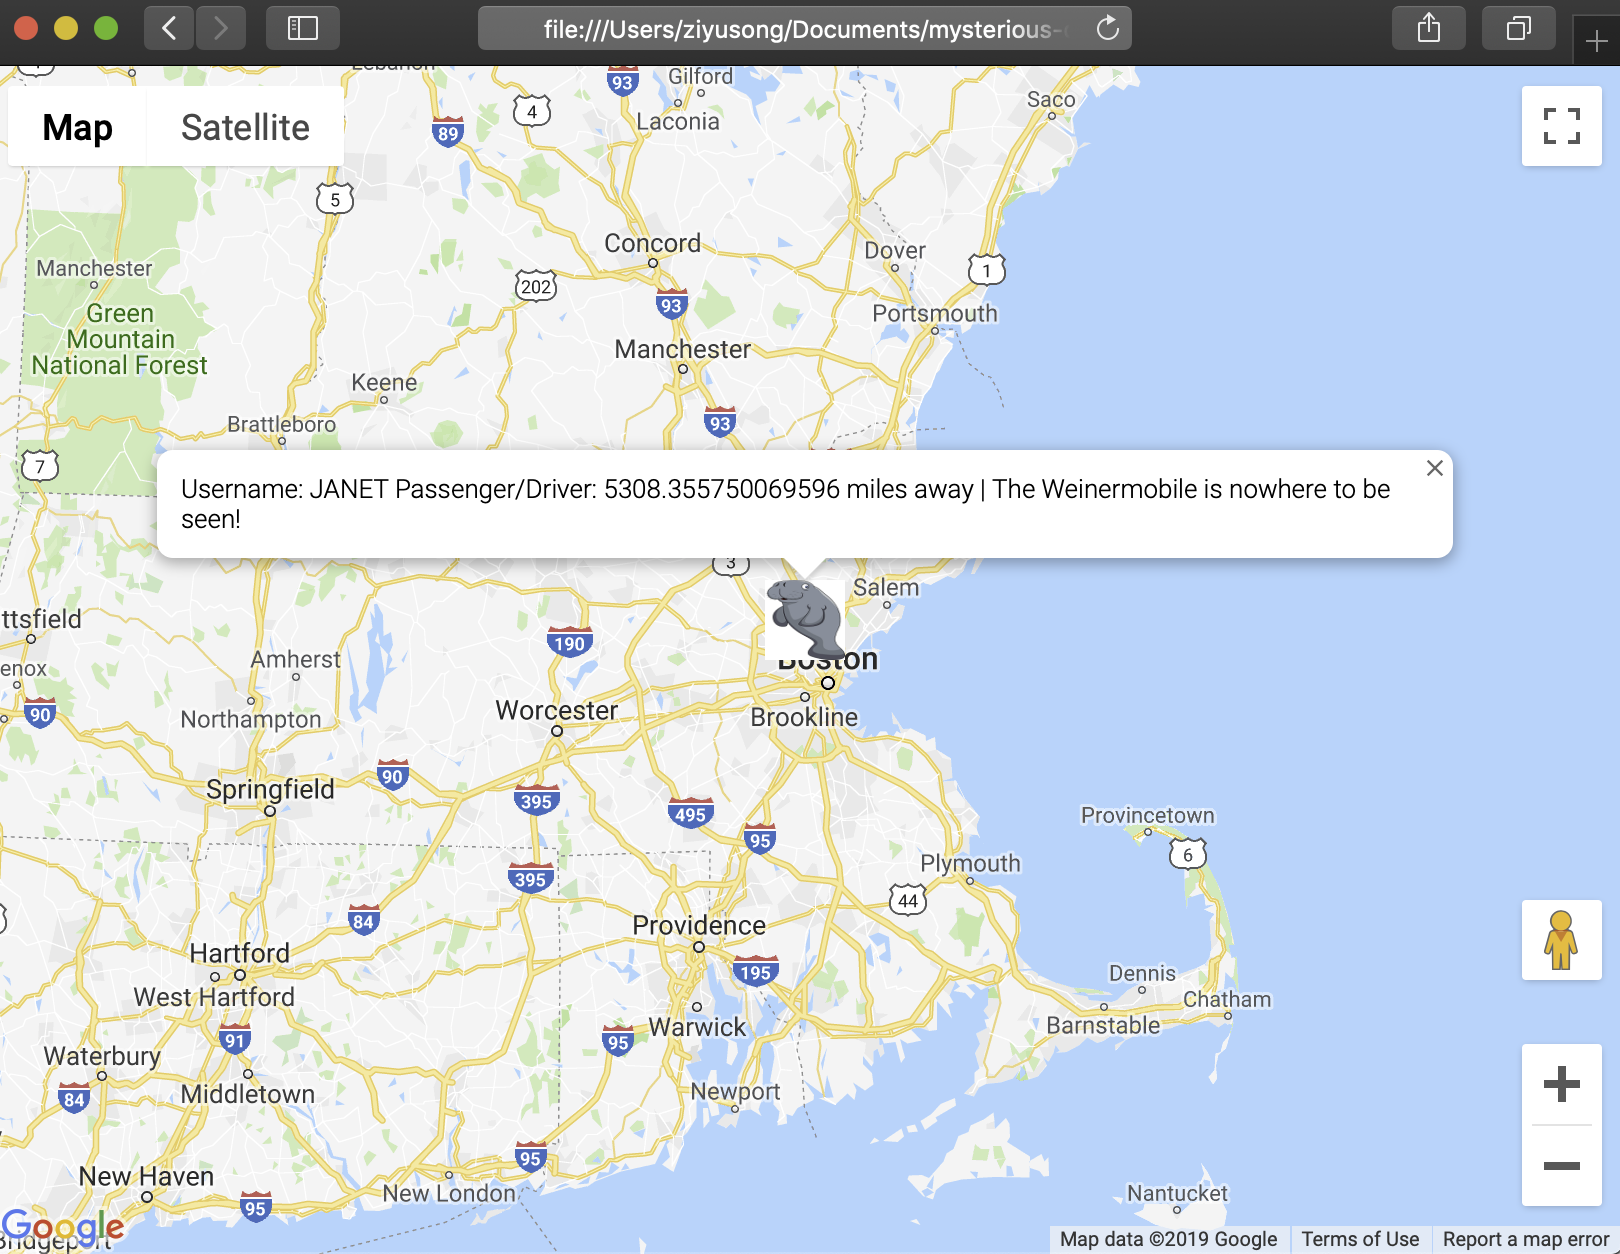 file:///Users/ziyusong/Documents/mysterious-
Lebanon
Gilford
93
4
Laconia
Saco
Map
Satellite
89
5
Concord
Dover
Manchester
202
1
93
Green
Mountain
National Forest
Portsmouth
Manchester
Keene
Brattleboro
93
7
Username: JANET Passenger/Driver: 5308.355750069596 miles away | The Weinermobile is nowhere to be
seen!
3
Salem
ttsfield
190
Amherst
enox
Boston
90
Northampton
Worcester
Brookline
90
Springfield
395
495
95
Provincetown
6
Plymouth
395
44
84
Providence
Hartford
195
Dennis
West Hartford
Chatham
Warwick
Barnstable
91
95
Waterbury
84
Middletown
Newport
95
New Haven
New London
Nantucket
95
Google
Bridgeport
Map data ©2019 Google
Terms of Use
Report a map error